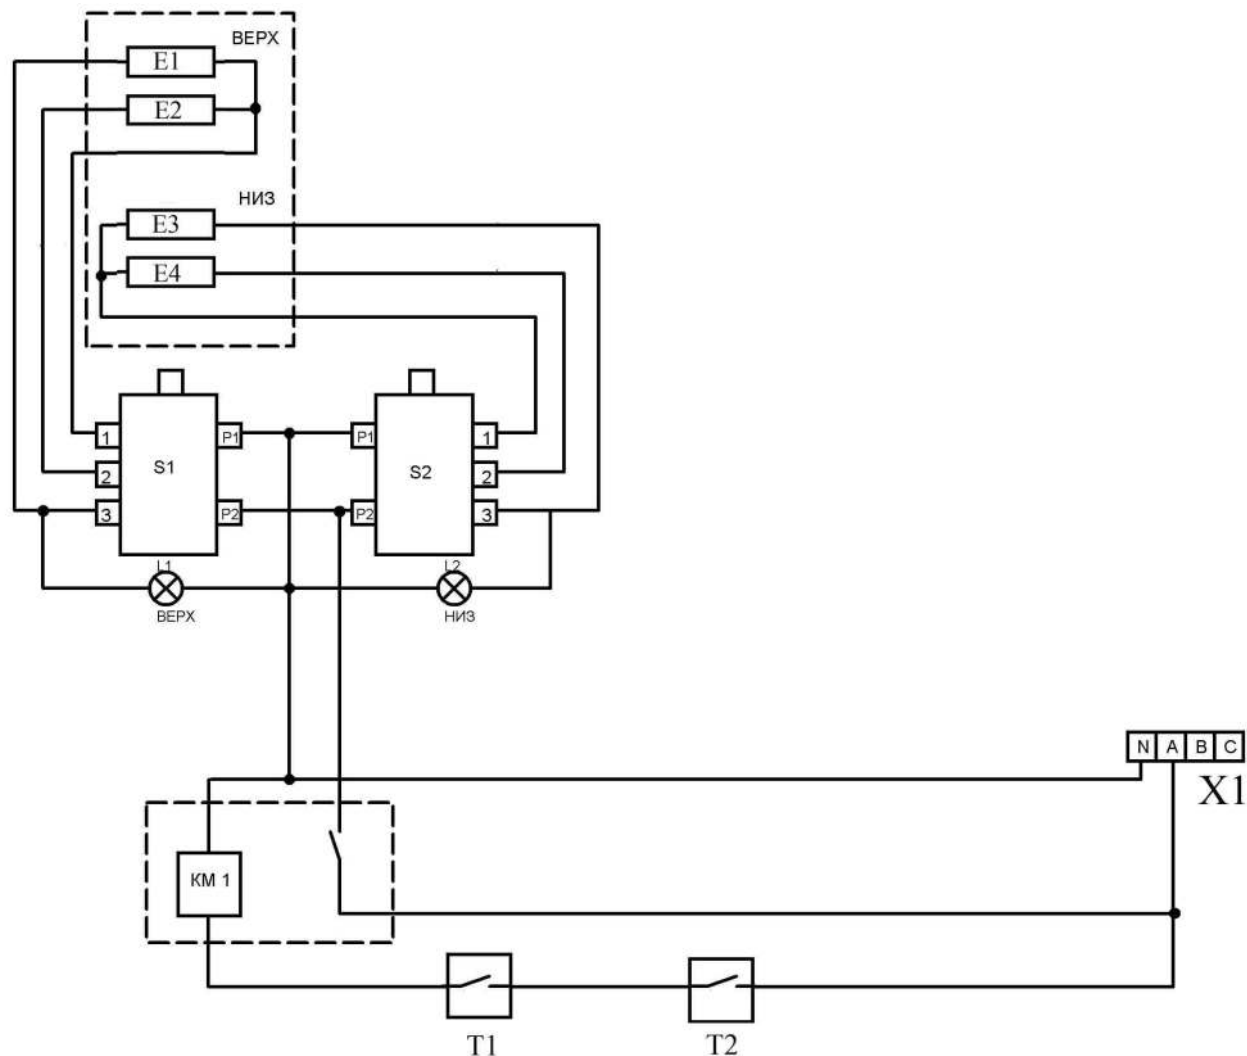 ВЕРХ
E1
E2
НИЗ
E3
E4
1 P1 P1 1
S1 S2
2 2
3 P2 P2 3
L1 L2
ВЕРХ НИЗ
N A B C
X1
КМ 1
T1 T2